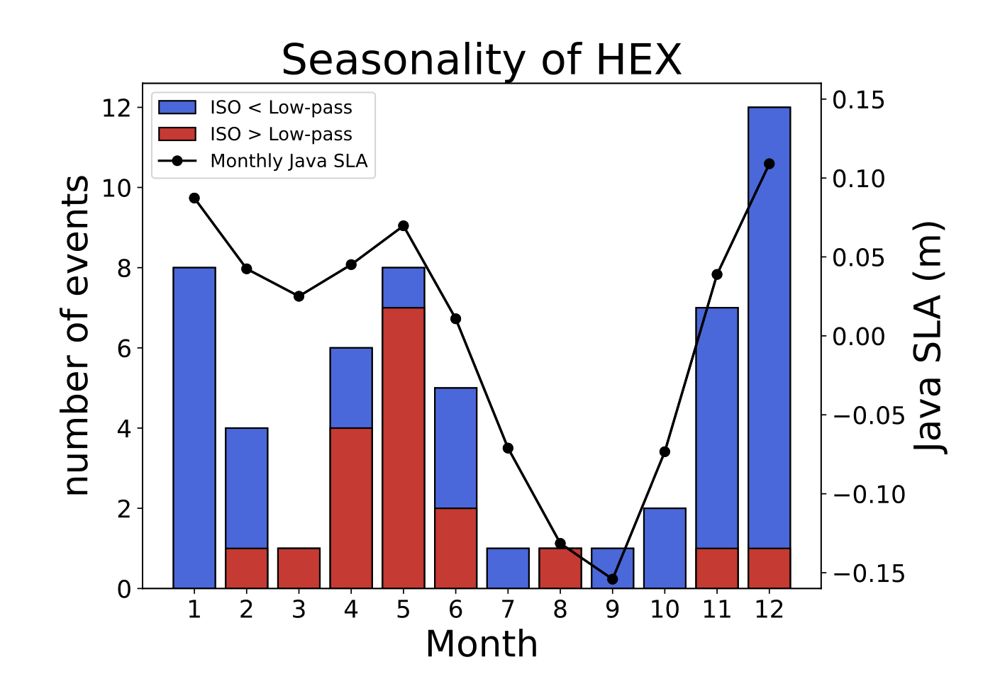 Seasonality of HEX
ISO < Low-pass
ISO > Low-pass
Monthly Java SLA
number of events
12
10
8
6
4
2
0
0.15
0.10
0.05
0.00
−0.05
−0.10
−0.15
Java SLA (m)
1 2 3 4 5 6 7 8 9 10 11 12
Month